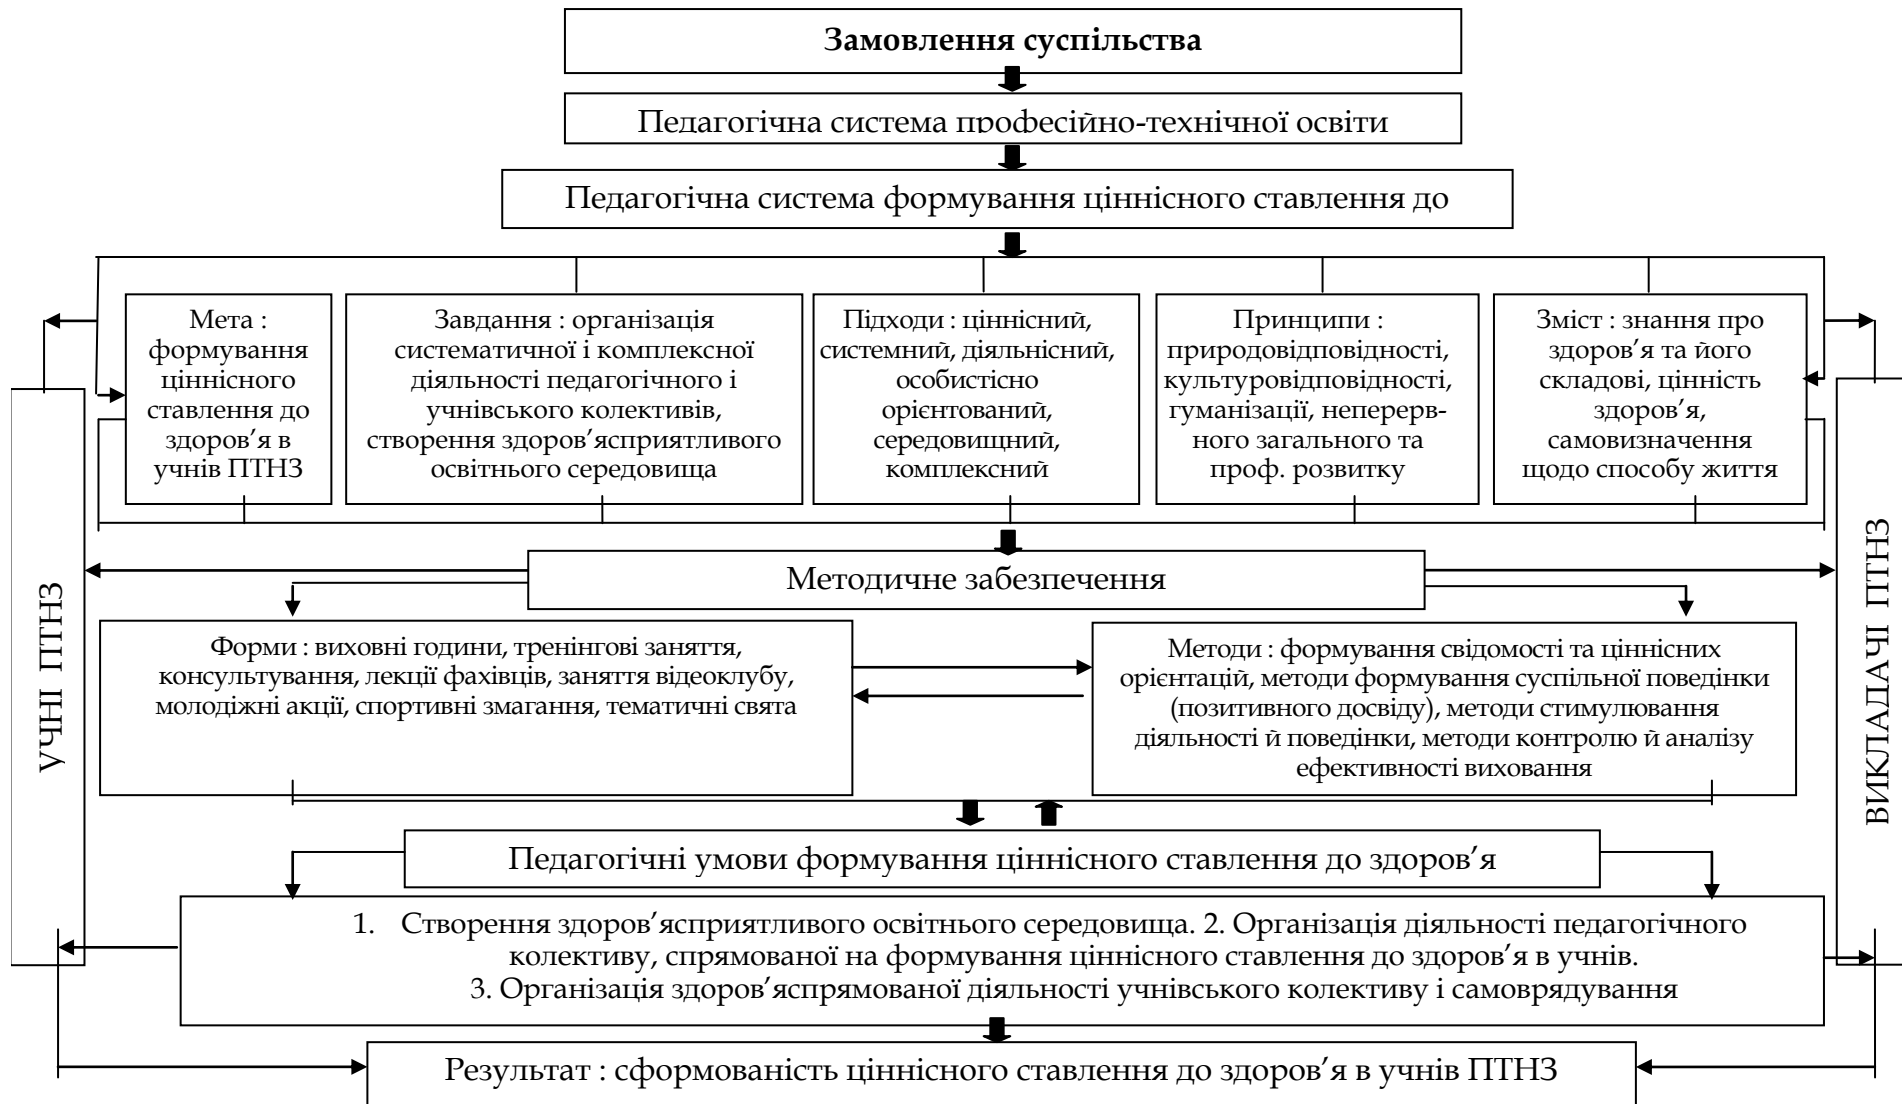 Замовлення суспільства
Педагогічна система професійно-технічної освіти
Педагогічна система формування ціннісного ставлення до
Мета :
формування
ціннісного
ставлення до
здоров’я в
учнів ПТНЗ
Завдання : організація
систематичної і комплексної
діяльності педагогічного і
учнівського колективів,
створення здоров’ясприятливого
освітнього середовища
Підходи : ціннісний,
системний, діяльнісний,
особистісно
орієнтований,
середовищний,
комплексний
Принципи :
природовідповідності,
культуровідповідності,
гуманізації, неперерв-
ного загального та
проф. розвитку
Зміст : знання про
здоров’я та його
складові, цінність
здоров’я,
самовизначення
щодо способу життя
УЧНІ ПТНЗ
ВИКЛАДАЧІ ПТНЗ
Методичне забезпечення
Форми : виховні години, тренінгові заняття,
консультування, лекції фахівців, заняття відеоклубу,
молодіжні акції, спортивні змагання, тематичні свята
Методи : формування свідомості та ціннісних
орієнтацій, методи формування суспільної поведінки
(позитивного досвіду), методи стимулювання
діяльності й поведінки, методи контролю й аналізу
ефективності виховання
Педагогічні умови формування ціннісного ставлення до здоров’я
1. Створення здоров’ясприятливого освітнього середовища. 2. Організація діяльності педагогічного
колективу, спрямованої на формування ціннісного ставлення до здоров’я в учнів.
3. Організація здоров’яспрямованої діяльності учнівського колективу і самоврядування
Результат : сформованість ціннісного ставлення до здоров’я в учнів ПТНЗ